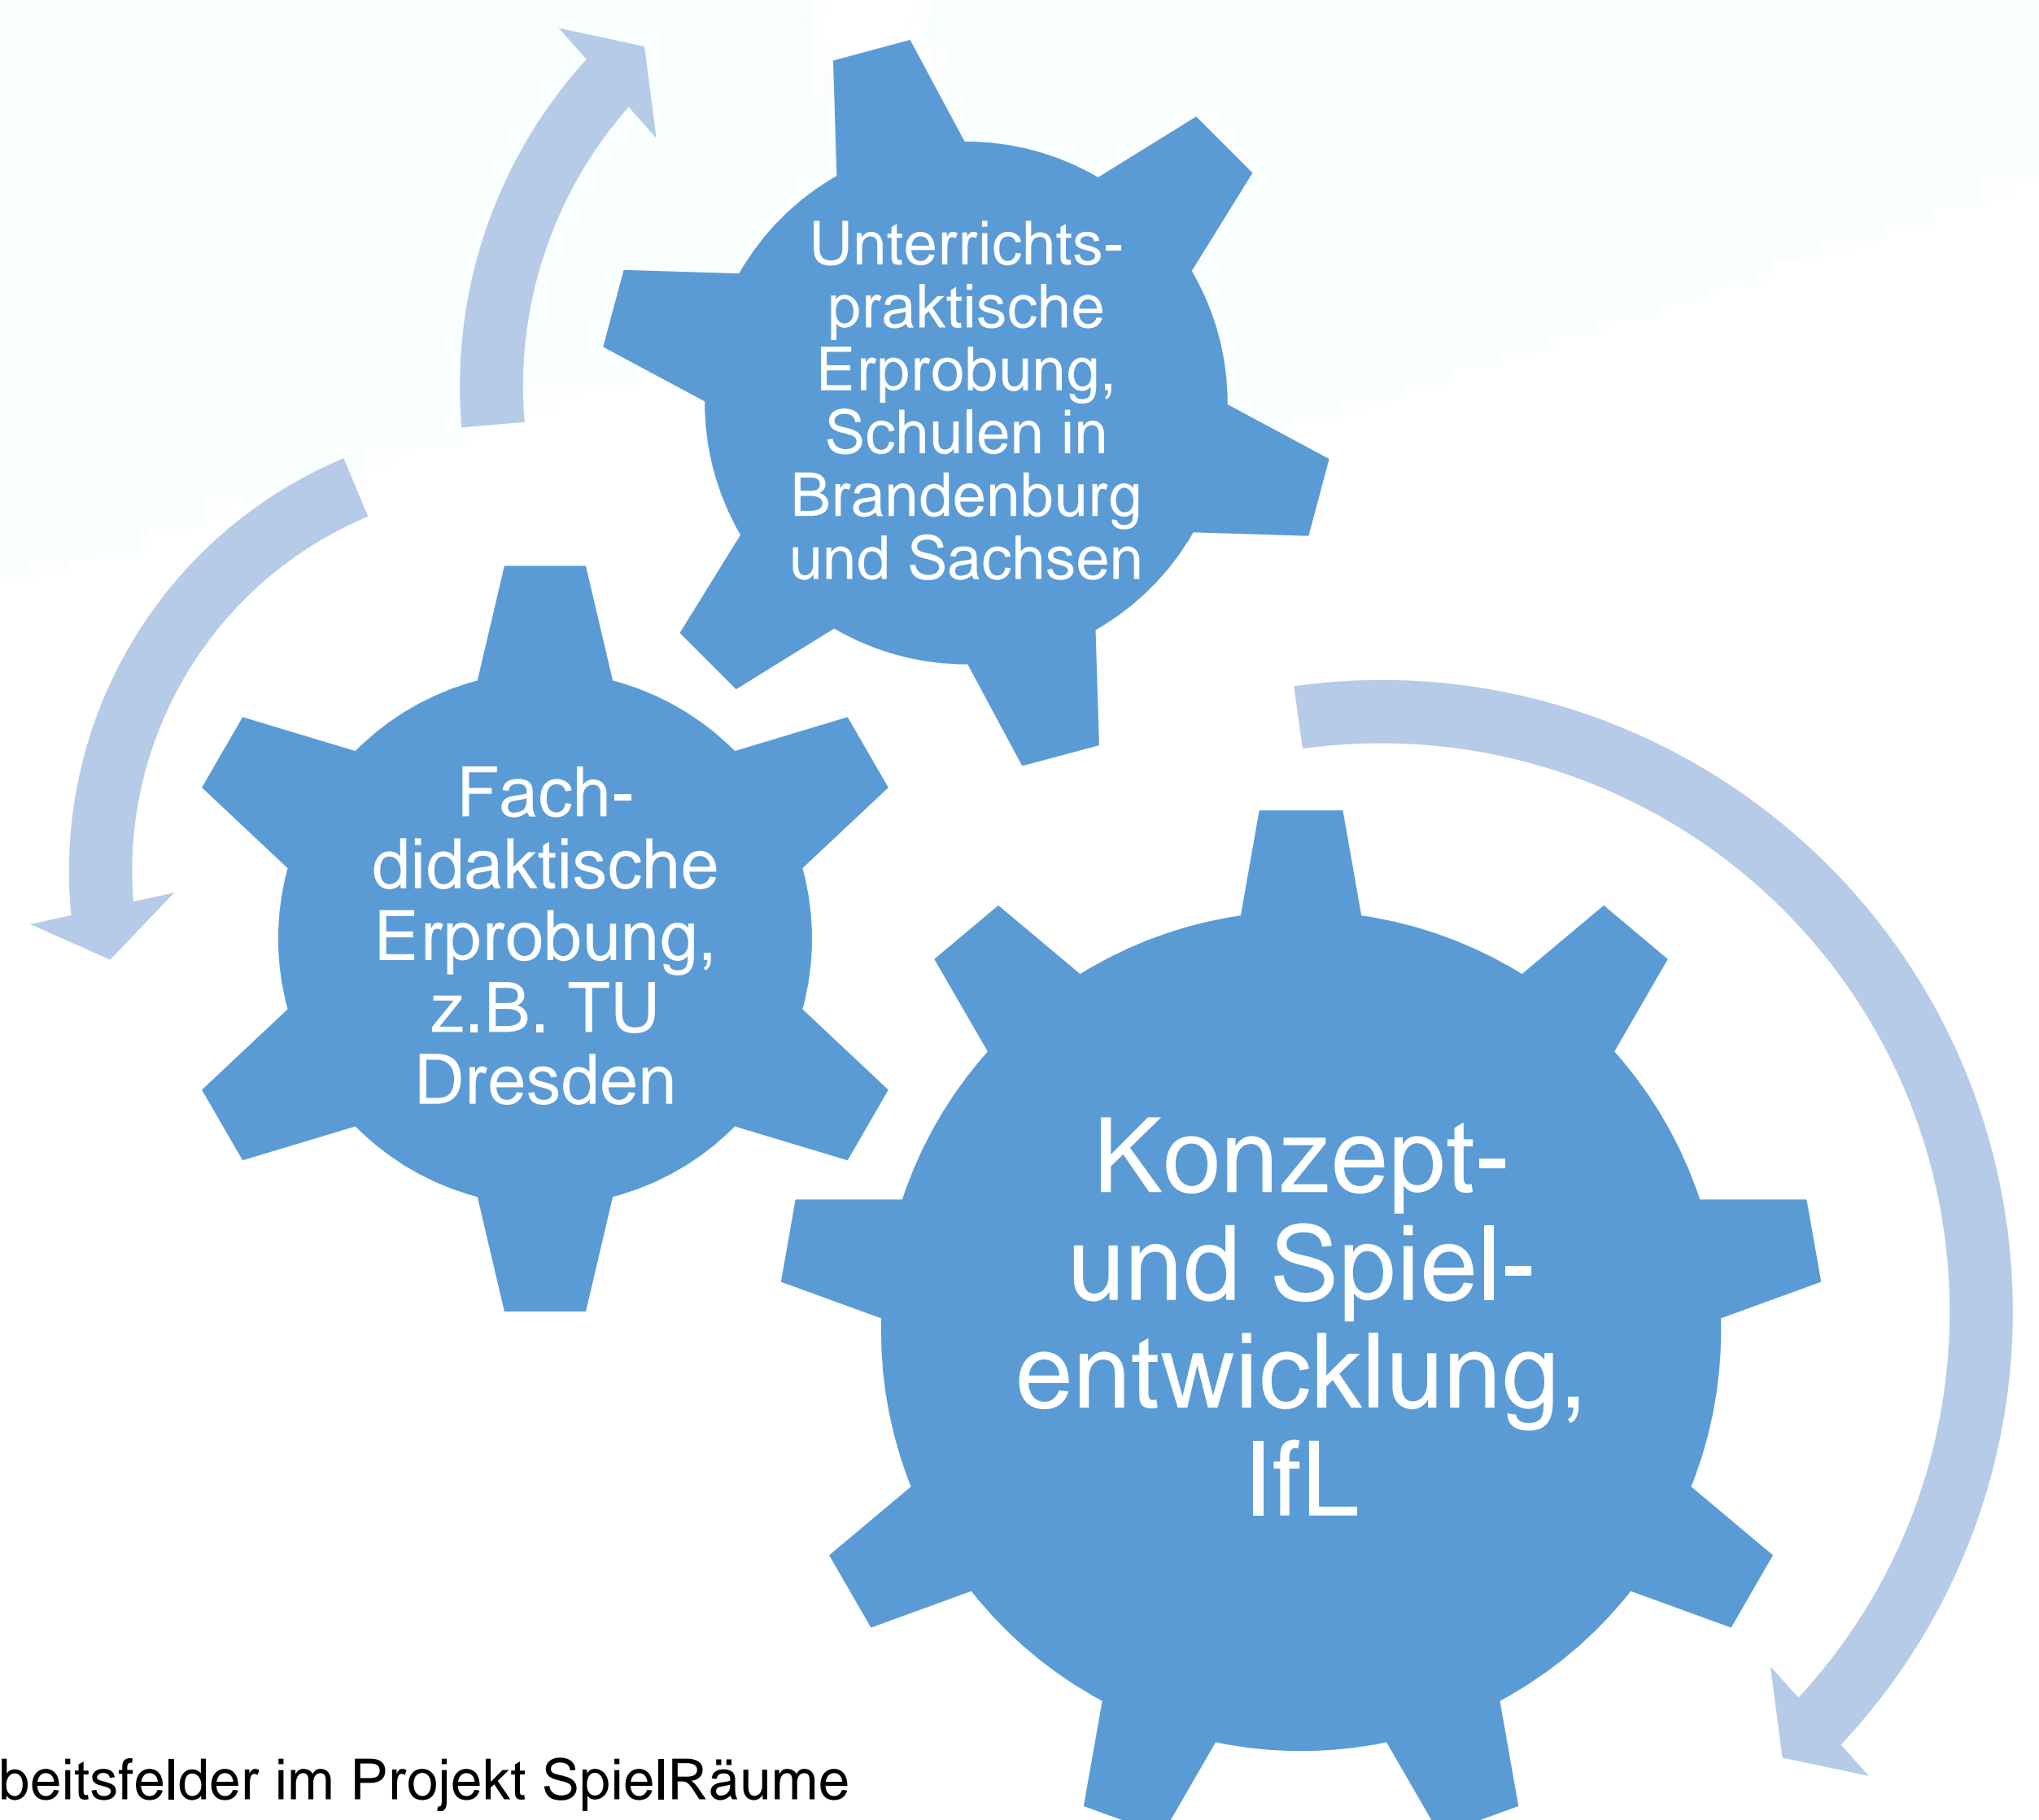 Unterrichts-
praktische
Erprobung,
Schulen in
Brandenburg
und Sachsen
Fach-
didaktische
Erprobung,
z.B. TU
Dresden
Konzept-
und Spiel-
entwicklung,
IfL
beitsfelder im Projekt SpielRäume